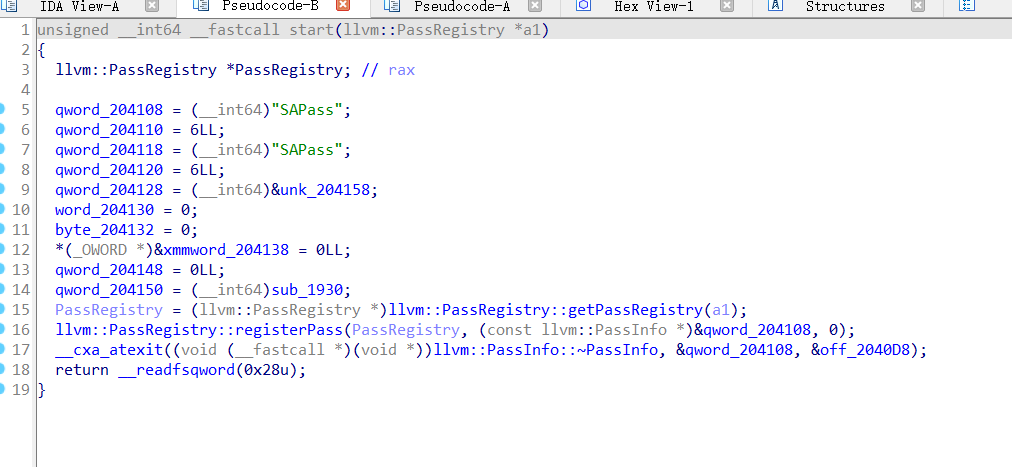 IDA View-A Pseudocode-B Pseudocode-A Hex View-1 Structures
1 unsigned __int64 __fastcall start(llvm::PassRegistry *a1)
2 {
3   llvm::PassRegistry *PassRegistry; // rax
4
5   qword_204108 = (__int64)"SAPass";
6   qword_204110 = 6LL;
7   qword_204118 = (__int64)"SAPass";
8   qword_204120 = 6LL;
9   qword_204128 = (__int64)&unk_204158;
10   word_204130 = 0;
11   byte_204132 = 0;
12   *(_OWORD *)&xmmword_204138 = 0LL;
13   qword_204148 = 0LL;
14   qword_204150 = (__int64)sub_1930;
15   PassRegistry = (llvm::PassRegistry *)llvm::PassRegistry::getPassRegistry(a1);
16   llvm::PassRegistry::registerPass(PassRegistry, (const llvm::PassInfo *)&qword_204108, 0);
17   __cxa_atexit((void (__fastcall *)(void *))llvm::PassInfo::~PassInfo, &qword_204108, &off_2040D8);
18   return __readfsqword(0x28u);
19 }